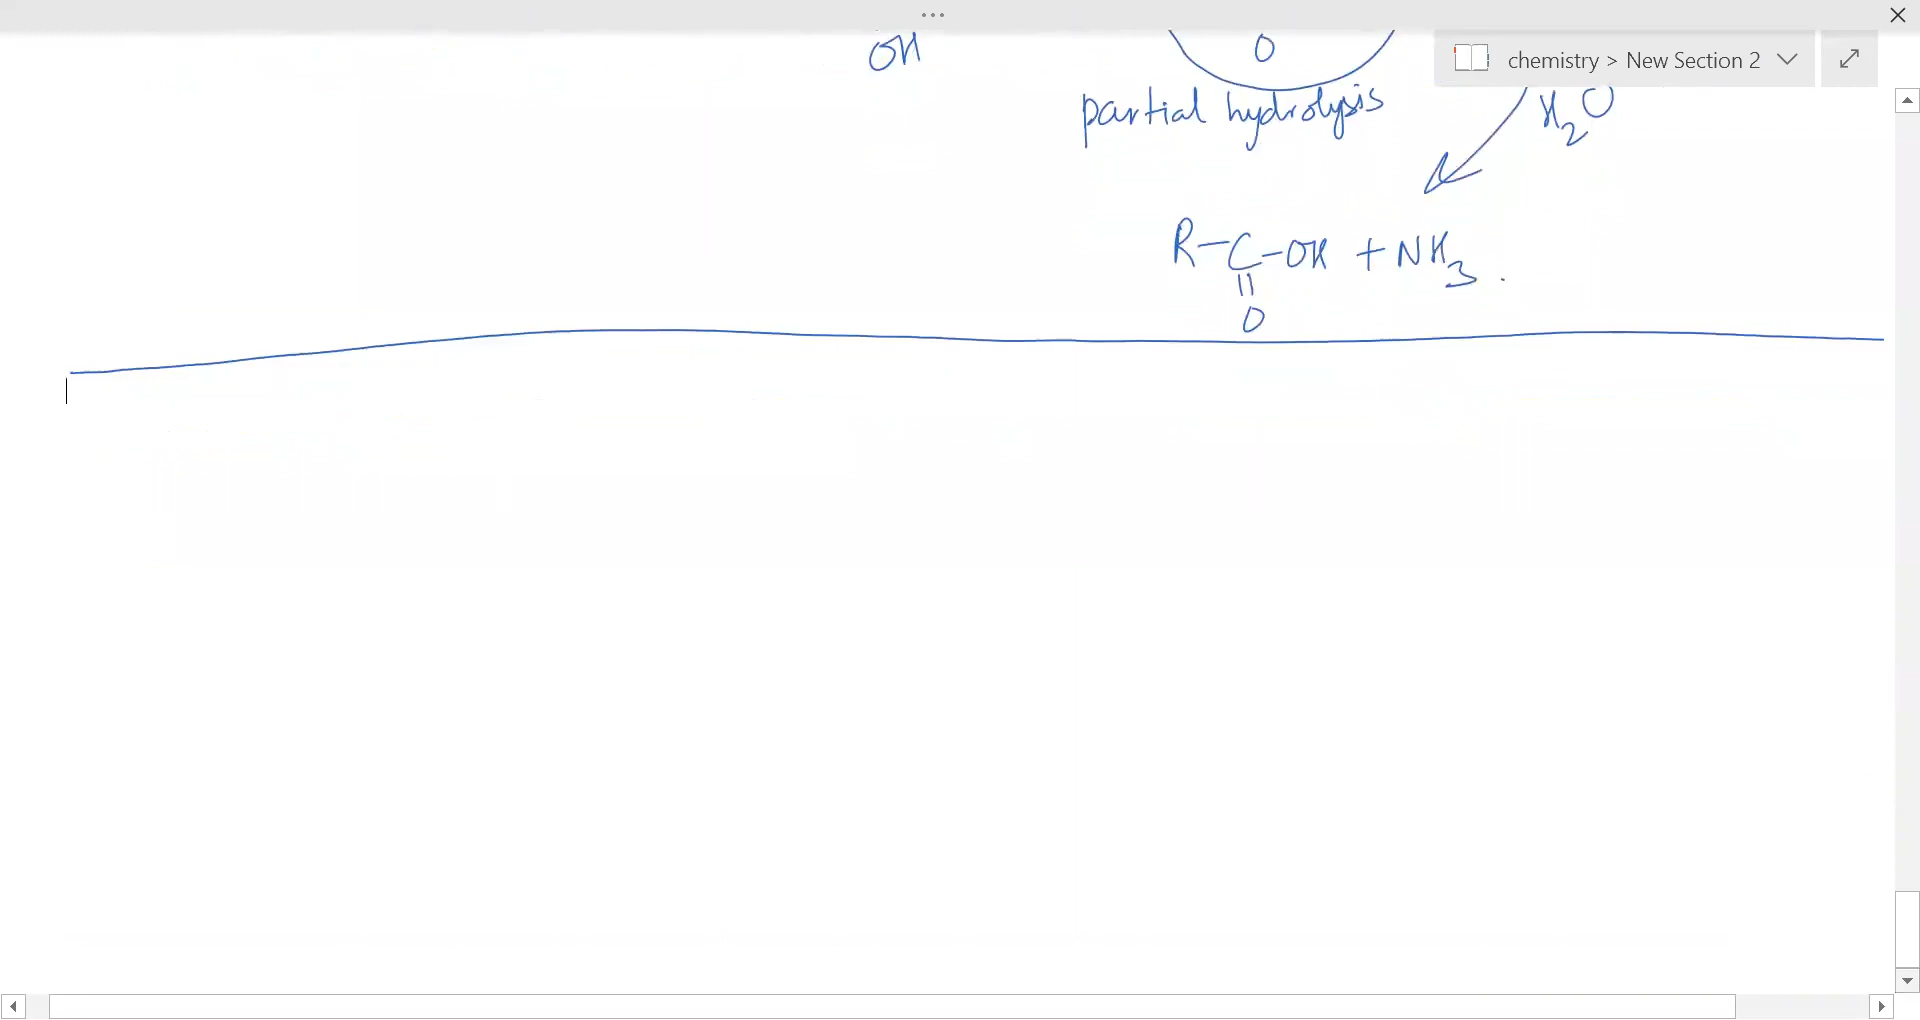 ...
OH
O
chemistry > New Section 2
partial hydrolysis
H2O
R-C-OH + NH3.
||
O